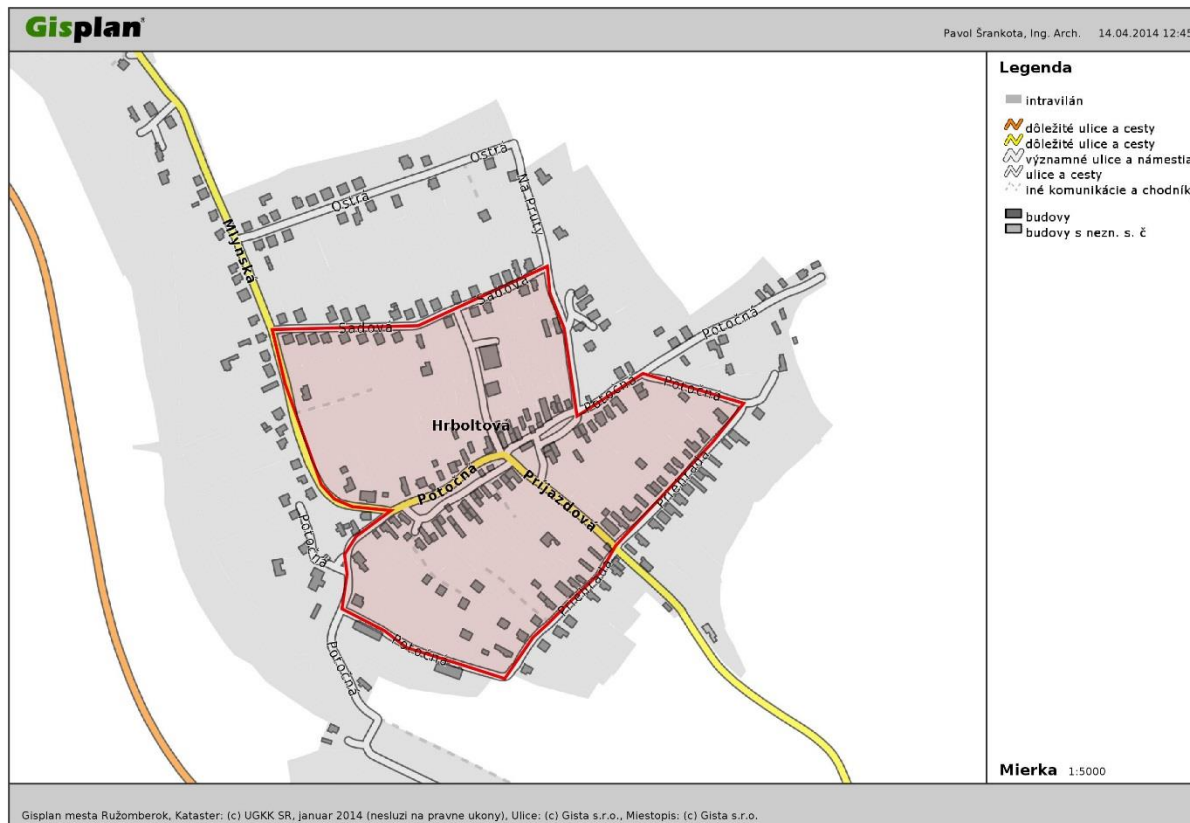 Gisplan®
Pavol Šrankota, Ing. Arch. 14.04.2014 12:45
Legenda
intravilán
dôležité ulice a cesty
dôležité ulice a cesty
významné ulice a námestia
ulice a cesty
iné komunikácie a chodník
budovy
budovy s nezn. s. č
Ostrá
Ostrá
Na Pruty
Mlynská
Sadová
Sadová
Potočná
Potočná
Potočná
Hrboltová
Priehrada
Potočná
Príjazdová
Potočná
Priehrada
Potočná
Potočná
Mierka 1:5000
Gisplan mesta Ružomberok, Kataster: (c) UGKK SR, januar 2014 (nesluzi na pravne ukony), Ulice: (c) Gista s.r.o., Miestopis: (c) Gista s.r.o.